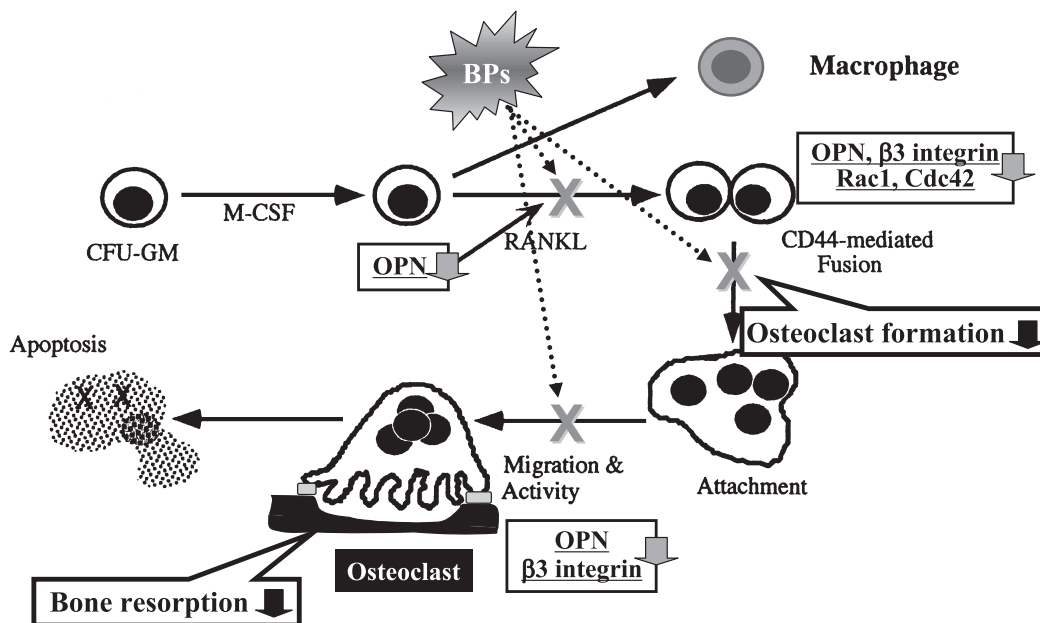 BPs
Macrophage
OPN, β3 integrin
Rac1, Cdc42
M-CSF
CFU-GM
RANKL
OPN
CD44-mediated
Fusion
Osteoclast formation
Apoptosis
Migration &
Activity
Attachment
OPN
β3 integrin
Osteoclast
Bone resorption
X
X
X
X
X